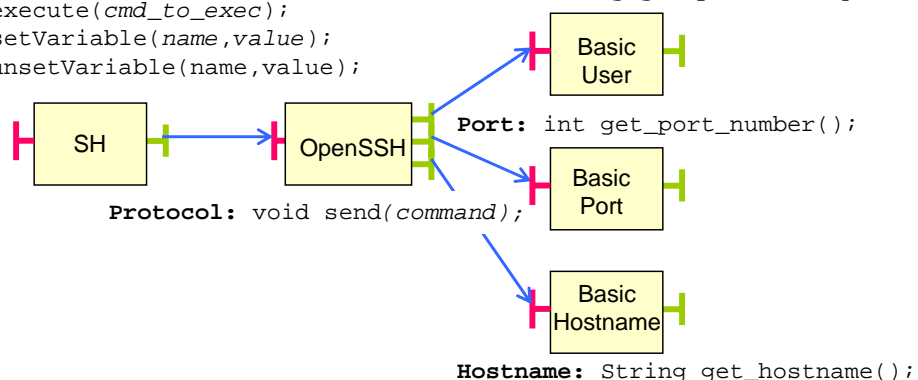 execute(cmd_to_exec);
setVariable(name,value);
unsetVariable(name,value);
Basic
User
Port: int get_port_number();
SH
OpenSSH
Basic
Port
Protocol: void send(command);
Basic
Hostname
Hostname: String get_hostname();